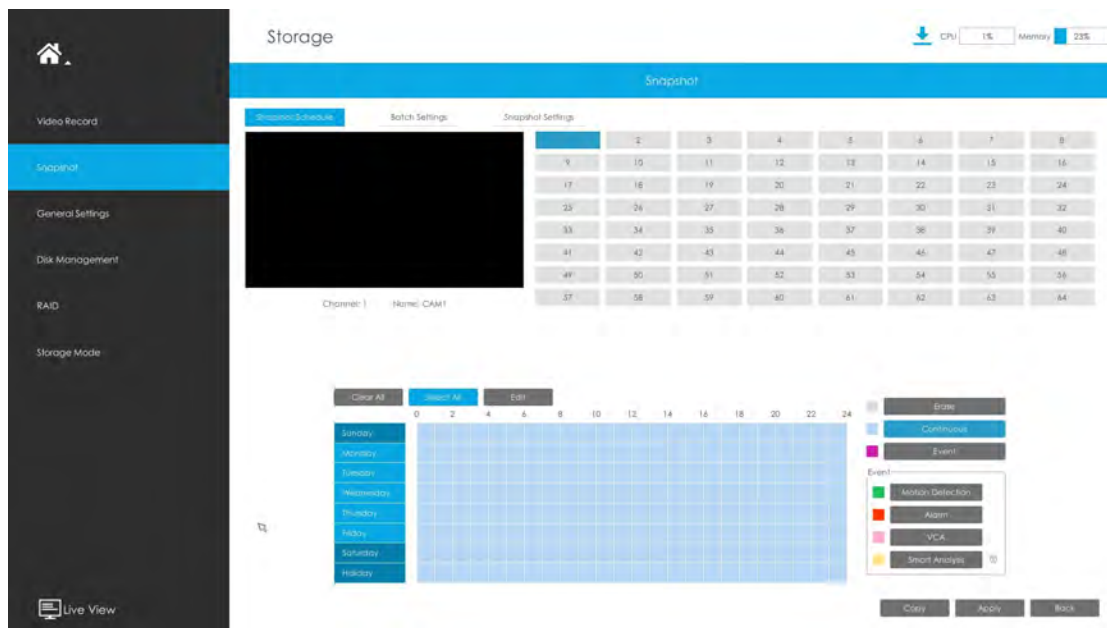 Storage
CPU 1% Memory 23%
Snapshot
Video Record
Snapshot
General Settings
Disk Management
RAID
Storage Mode
Live View
Snapshot Schedule Batch Settings Snapshot Settings
2 3 4 5 6 7 8
9 10 11 12 13 14 15 16
17 18 19 20 21 22 23 24
25 26 27 28 29 30 31 32
33 34 35 36 37 38 39 40
41 42 43 44 45 46 47 48
49 50 51 52 53 54 55 56
57 58 59 60 61 62 63 64
Channel: 1 Name: CAM1
Clear All Select All Edit
0 2 4 6 8 10 12 14 16 18 20 22 24
Sunday
Monday
Tuesday
Wednesday
Thursday
Friday
Saturday
Holiday
Erase
Continuous
Event
Event
Motion Detection
Alarm
VCA
Smart Analysis
Copy Apply Back